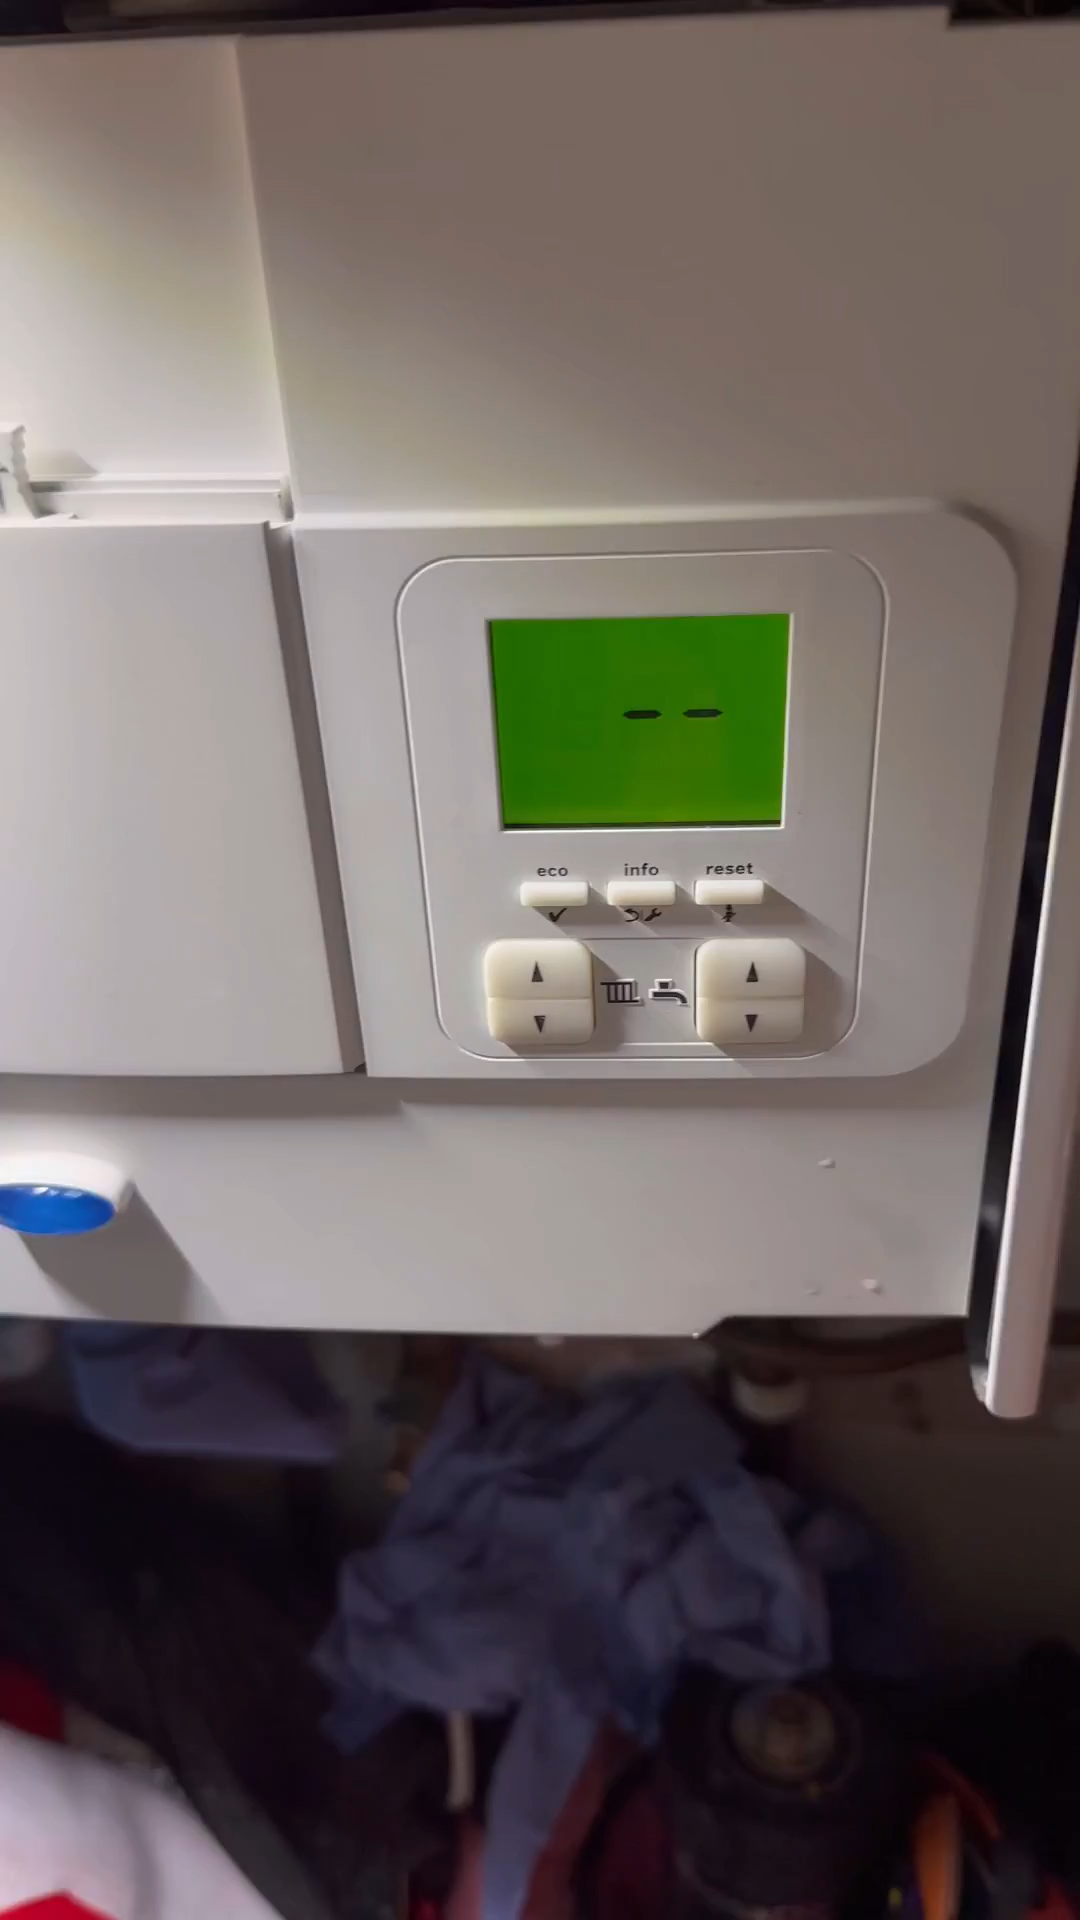 - -
eco info reset